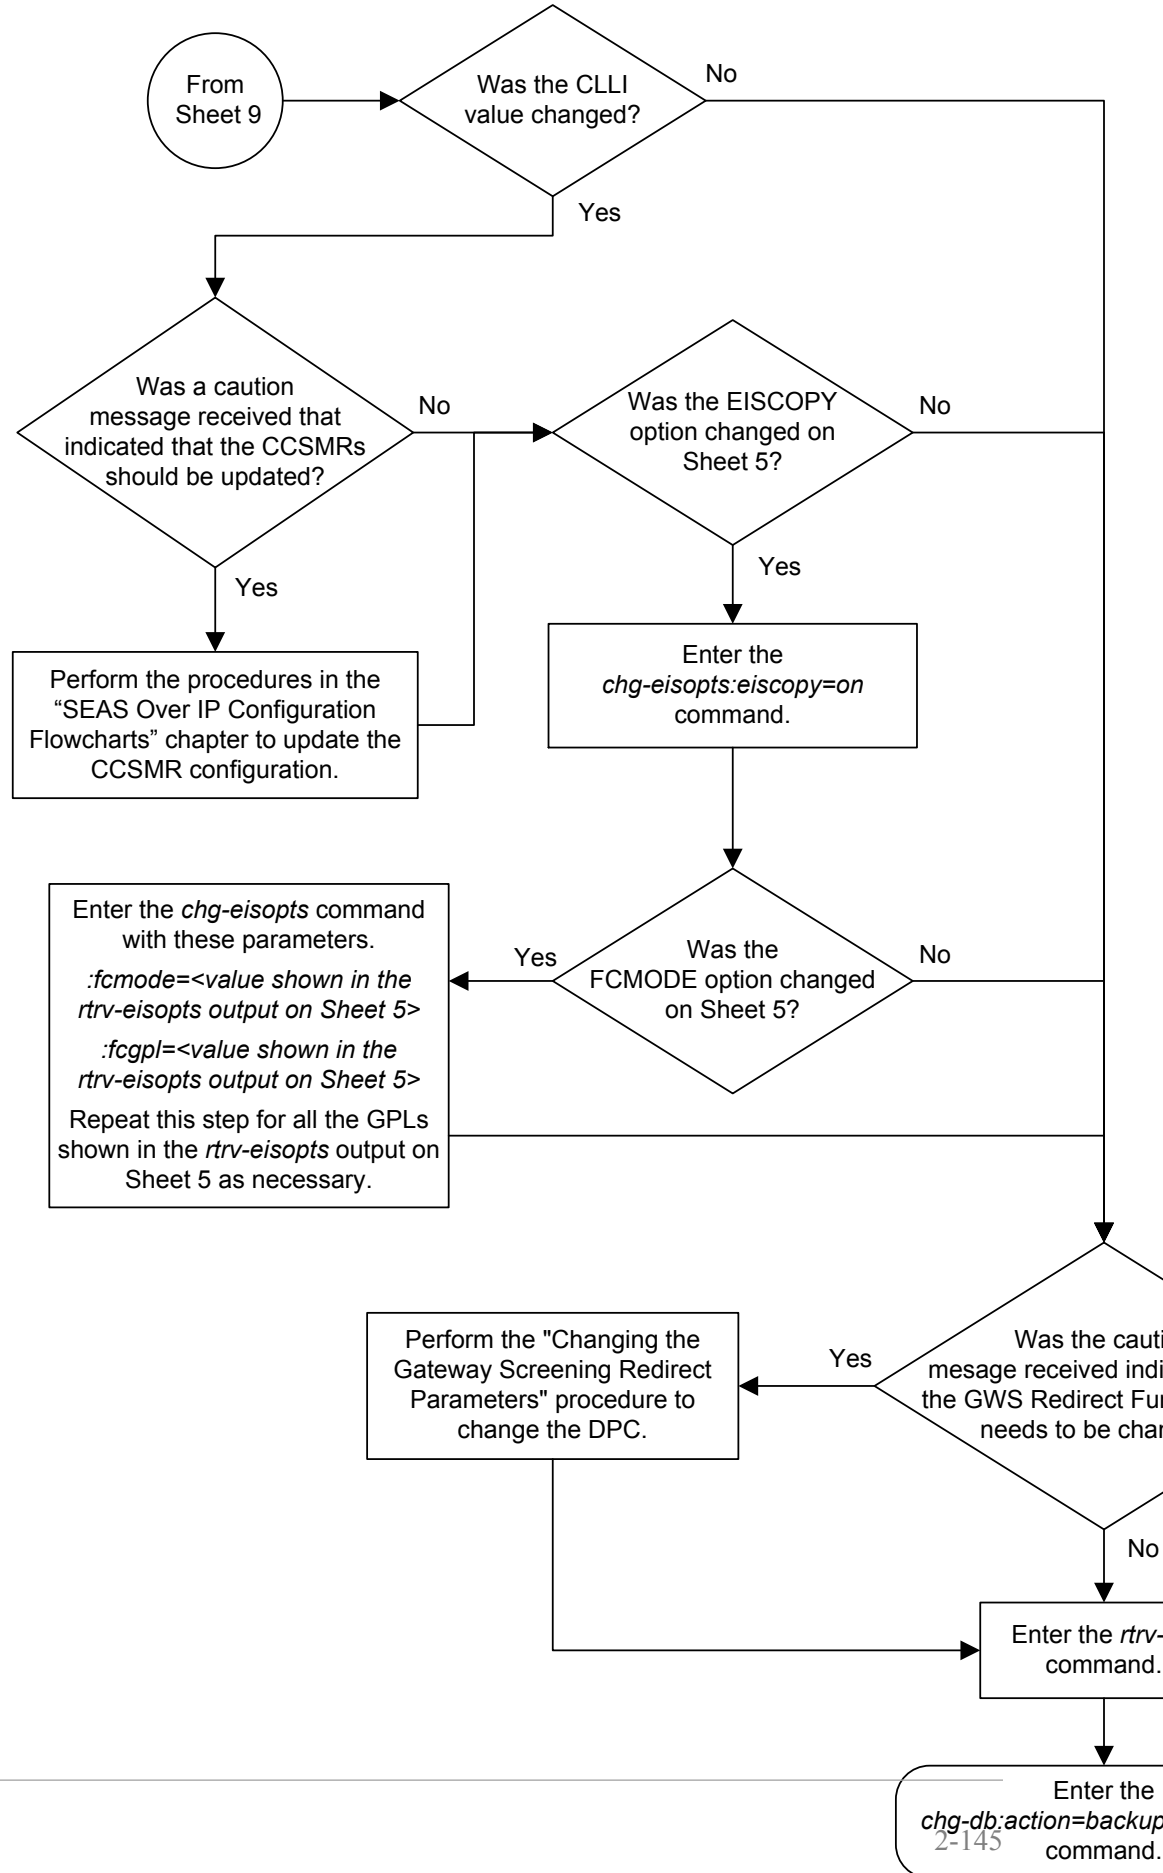 From
Sheet 9
Was the CLLI
value changed?
No
Yes
Was a caution
message received that
indicated that the CCSMRs
should be updated?
No
Yes
Was the EISCOPY
option changed on
Sheet 5?
No
Yes
Perform the procedures in the
“SEAS Over IP Configuration
Flowcharts” chapter to update the
CCSMR configuration.
Enter the
chg-eisopts:eiscopy=on
command.
Was the
FCMODE option changed
on Sheet 5?
Yes
No
Enter the chg-eisopts command
with these parameters.
:fcmode=<value shown in the
rtrv-eisopts output on Sheet 5>
:fcgpl=<value shown in the
rtrv-eisopts output on Sheet 5>
Repeat this step for all the GPLs
shown in the rtrv-eisopts output on
Sheet 5 as necessary.
Was the
mesage received
the GWS Redirect
needs to be
Yes
No
Perform the "Changing the
Gateway Screening Redirect
Parameters" procedure to
change the DPC.
Enter the rtrv-
command.
Enter the
chg-db:action=backup
command.
2-145